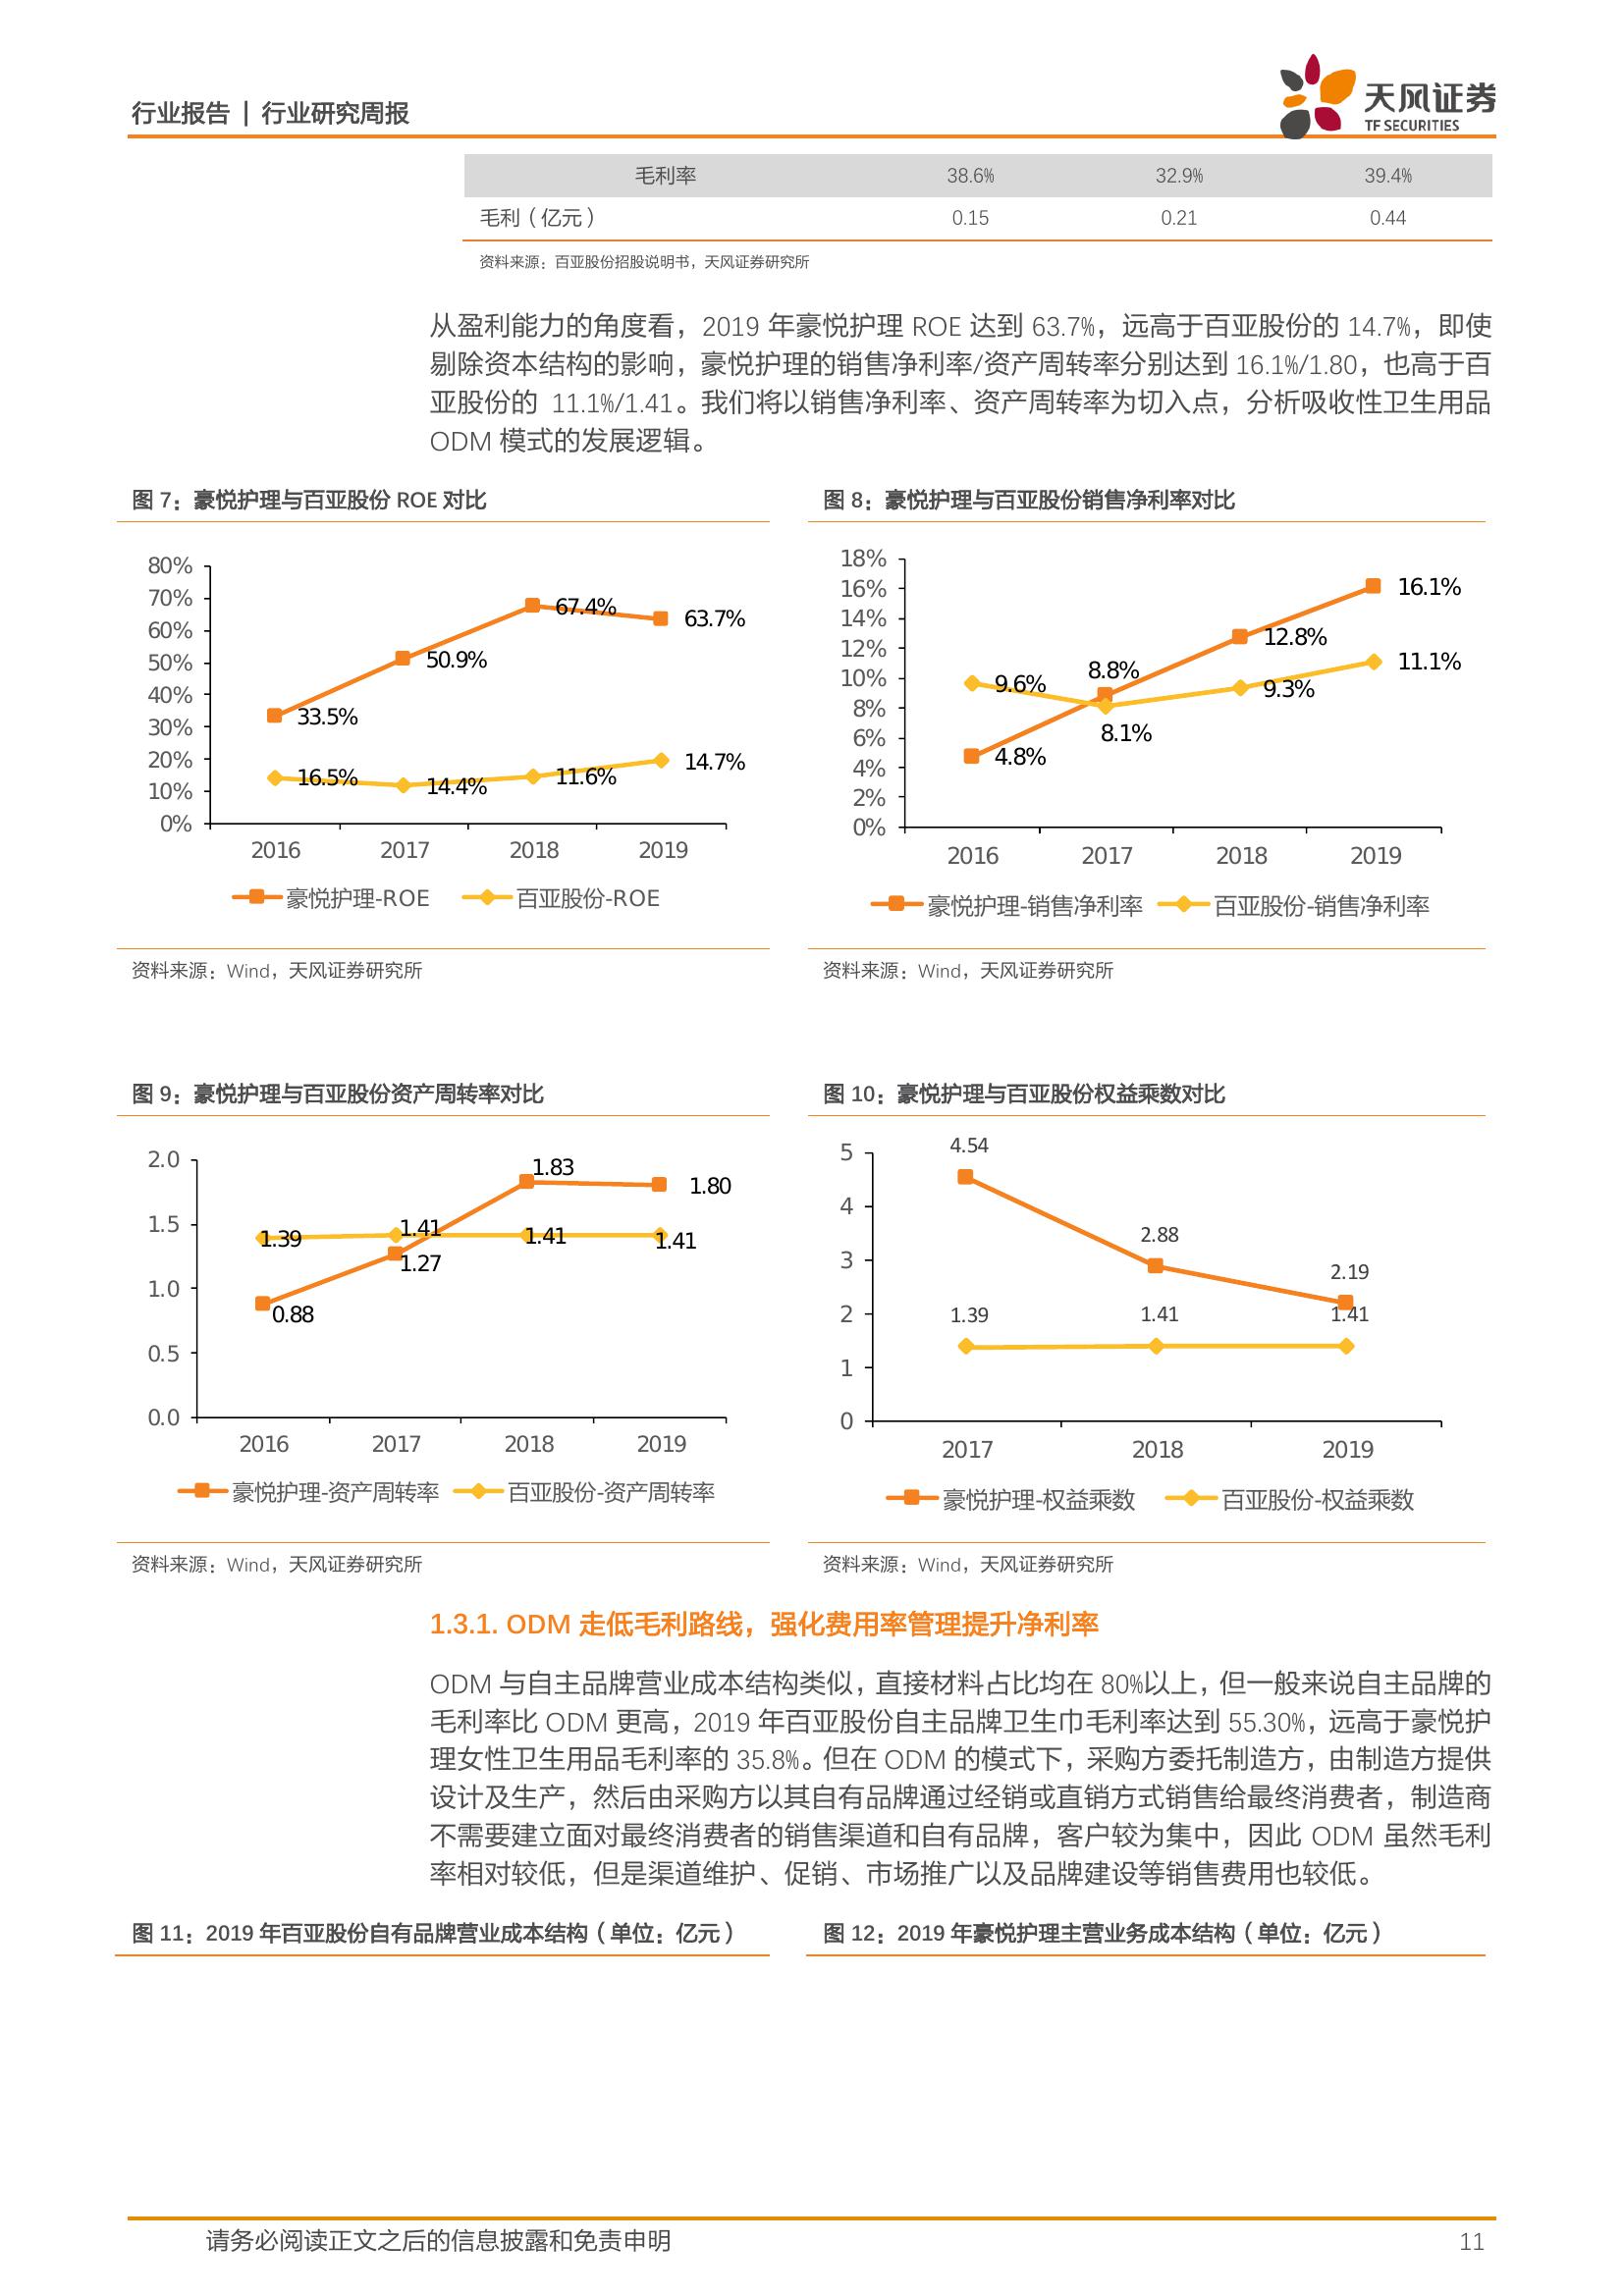 行业报告 | 行业研究周报
天风证券
TF SECURITIES
毛利率 38.6% 32.9% 39.4%
毛利（亿元） 0.15 0.21 0.44
资料来源：百亚股份招股说明书，天风证券研究所
从盈利能力的角度看，2019 年豪悦护理 ROE 达到 63.7%，远高于百亚股份的 14.7%，即使
剔除资本结构的影响，豪悦护理的销售净利率/资产周转率分别达到 16.1%/1.80，也高于百
亚股份的 11.1%/1.41。我们将以销售净利率、资产周转率为切入点，分析吸收性卫生用品
ODM 模式的发展逻辑。
图 7：豪悦护理与百亚股份 ROE 对比
80%
70%
60%
50%
40%
30%
20%
10%
0%
33.5%
50.9%
67.4%
63.7%
16.5%
14.4%
11.6%
14.7%
2016 2017 2018 2019
豪悦护理-ROE 百亚股份-ROE
资料来源：Wind，天风证券研究所
图 8：豪悦护理与百亚股份销售净利率对比
18%
16%
14%
12%
10%
8%
6%
4%
2%
0%
4.8%
8.8%
12.8%
16.1%
9.6%
8.1%
9.3%
11.1%
2016 2017 2018 2019
豪悦护理-销售净利率 百亚股份-销售净利率
资料来源：Wind，天风证券研究所
图 9：豪悦护理与百亚股份资产周转率对比
2.0
1.5
1.0
0.5
0.0
0.88
1.27
1.83
1.80
1.39
1.41
1.41
1.41
2016 2017 2018 2019
豪悦护理-资产周转率 百亚股份-资产周转率
资料来源：Wind，天风证券研究所
图 10：豪悦护理与百亚股份权益乘数对比
5
4
3
2
1
0
4.54
2.88
2.19
1.39
1.41
1.41
2017 2018 2019
豪悦护理-权益乘数 百亚股份-权益乘数
资料来源：Wind，天风证券研究所
1.3.1. ODM 走低毛利路线，强化费用率管理提升净利率
ODM 与自主品牌营业成本结构类似，直接材料占比均在 80%以上，但一般来说自主品牌的
毛利率比 ODM 更高，2019 年百亚股份自主品牌卫生巾毛利率达到 55.30%，远高于豪悦护
理女性卫生用品毛利率的 35.8%。但在 ODM 的模式下，采购方委托制造方，由制造方提供
设计及生产，然后由采购方以其自有品牌通过经销或直销方式销售给最终消费者，制造商
不需要建立面对最终消费者的销售渠道和自有品牌，客户较为集中，因此 ODM 虽然毛利
率相对较低，但是渠道维护、促销、市场推广以及品牌建设等销售费用也较低。
图 11：2019 年百亚股份自有品牌营业成本结构（单位：亿元）
图 12：2019 年豪悦护理主营业务成本结构（单位：亿元）
请务必阅读正文之后的信息披露和免责申明 11